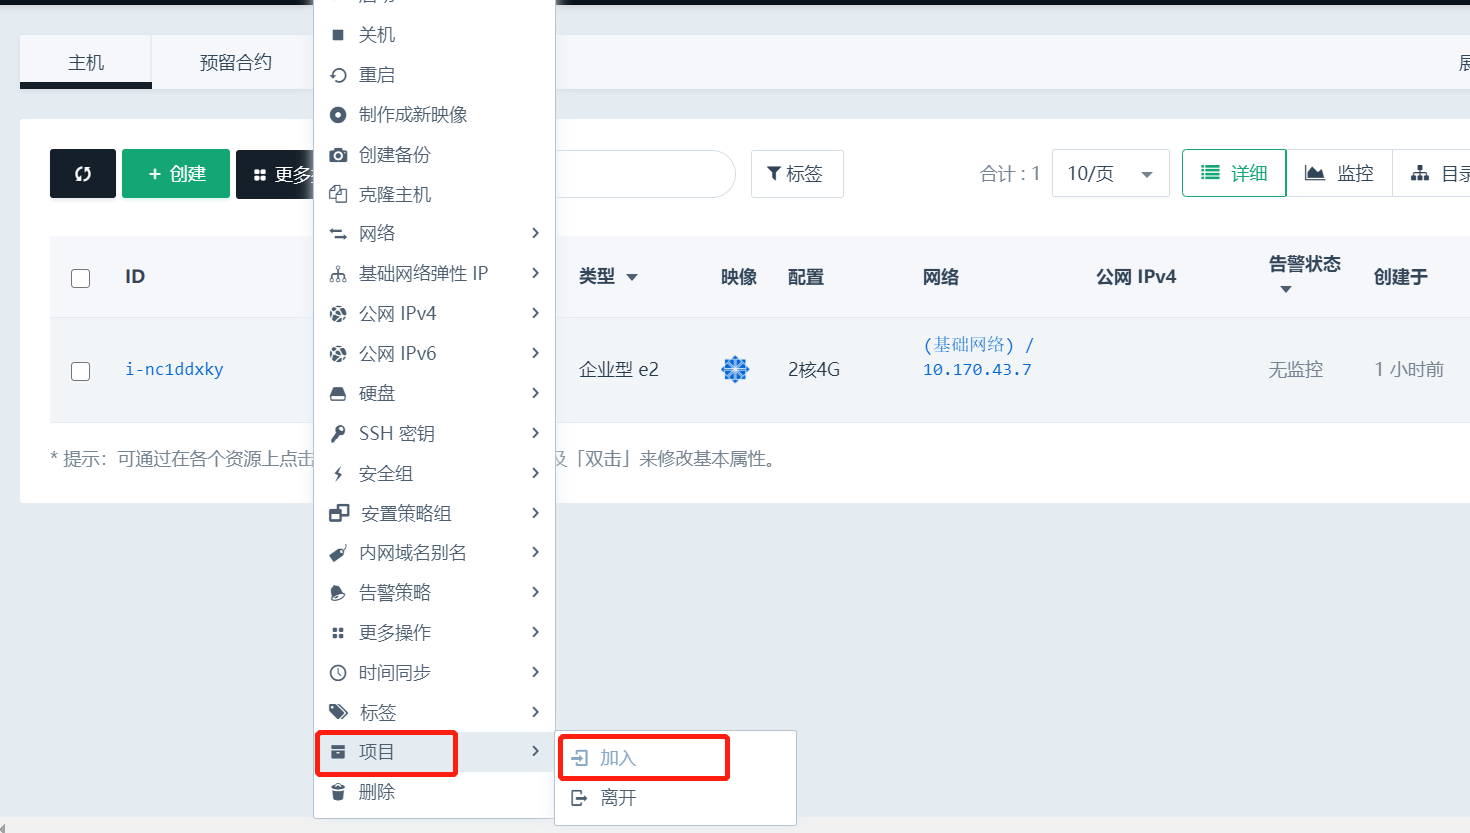 关机
主机
预留合约
重启
制作成新映像
创建备份
+ 创建
更多
标签
合计 : 1
10/页
详细
监控
克隆主机
网络
基础网络弹性 IP
ID
类型
映像
配置
网络
公网 IPv4
告警状态
创建于
公网 IPv4
公网 IPv6
i-nc1ddxky
企业型 e2
2核4G
(基础网络) /
10.170.43.7
无监控
1 小时前
硬盘
SSH 密钥
* 提示：可通过在各个资源上点击
及「双击」来修改基本属性。
安全组
安置策略组
内网域名别名
告警策略
更多操作
时间同步
标签
项目
加入
删除
离开